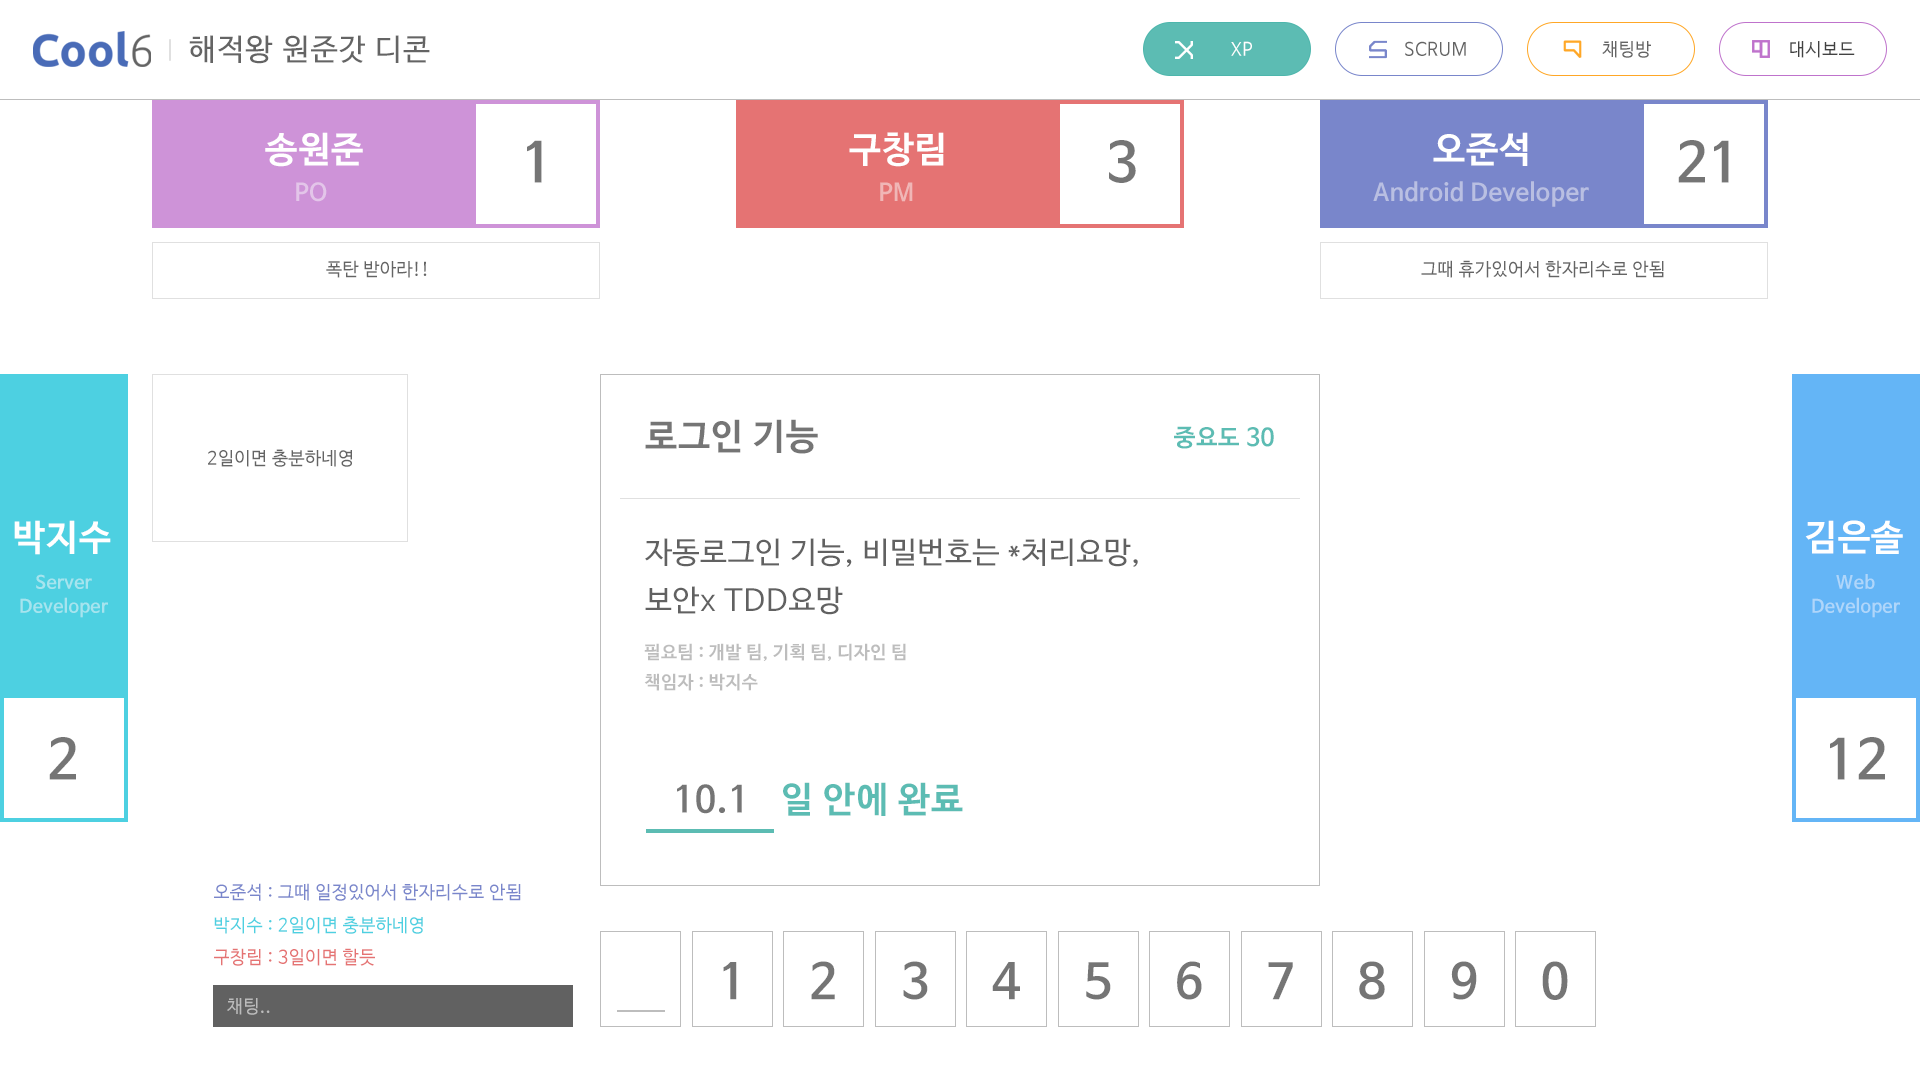 Cool6 | 해적왕 원준갓 디콘
XP
SCRUM
채팅방
대시보드
송원준
PO
1
구창림
PM
3
오준석
Android Developer
21
폭탄 받아라!!
그때 휴가있어서 한자리수로 안됨
박지수
Server
Developer
2
2일이면 충분하네영
로그인 기능
중요도 30
자동로그인 기능, 비밀번호는 *처리요망,
보안x TDD요망
필요팀 : 개발 팀, 기획 팀, 디자인 팀
책임자 : 박지수
10.1 일 안에 완료
김은솔
Web
Developer
12
오준석 : 그때 일정있어서 한자리수로 안됨
박지수 : 2일이면 충분하네영
구창림 : 3일이면 할듯
채팅..
_ 1 2 3 4 5 6 7 8 9 0